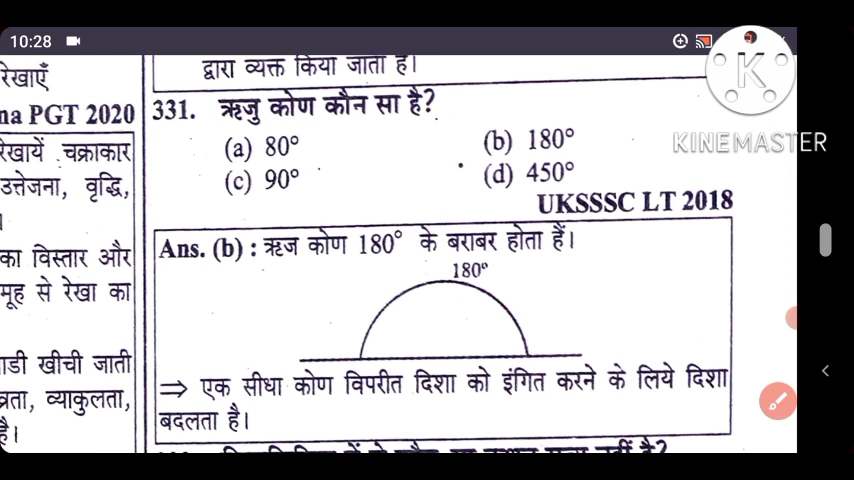 10:28
रेखाएँ
na PGT 2020
रेखायें चक्राकार
उत्तेजना, वृद्धि,
का विस्तार और
मूह से रेखा का
ाडी खीची जाती
व्रता, व्याकुलता,
है।
द्वारा व्यक्त किया जाता है।
331. ऋजु कोण कौन सा है?
(a) 80° (b) 180°
(c) 90° (d) 450°
UKSSSC LT 2018
Ans. (b) : ऋज कोण 180° के बराबर होता हैं।
180°
⇒ एक सीधा कोण विपरीत दिशा को इंगित करने के लिये दिशा
बदलता है।
K
KINEMASTER